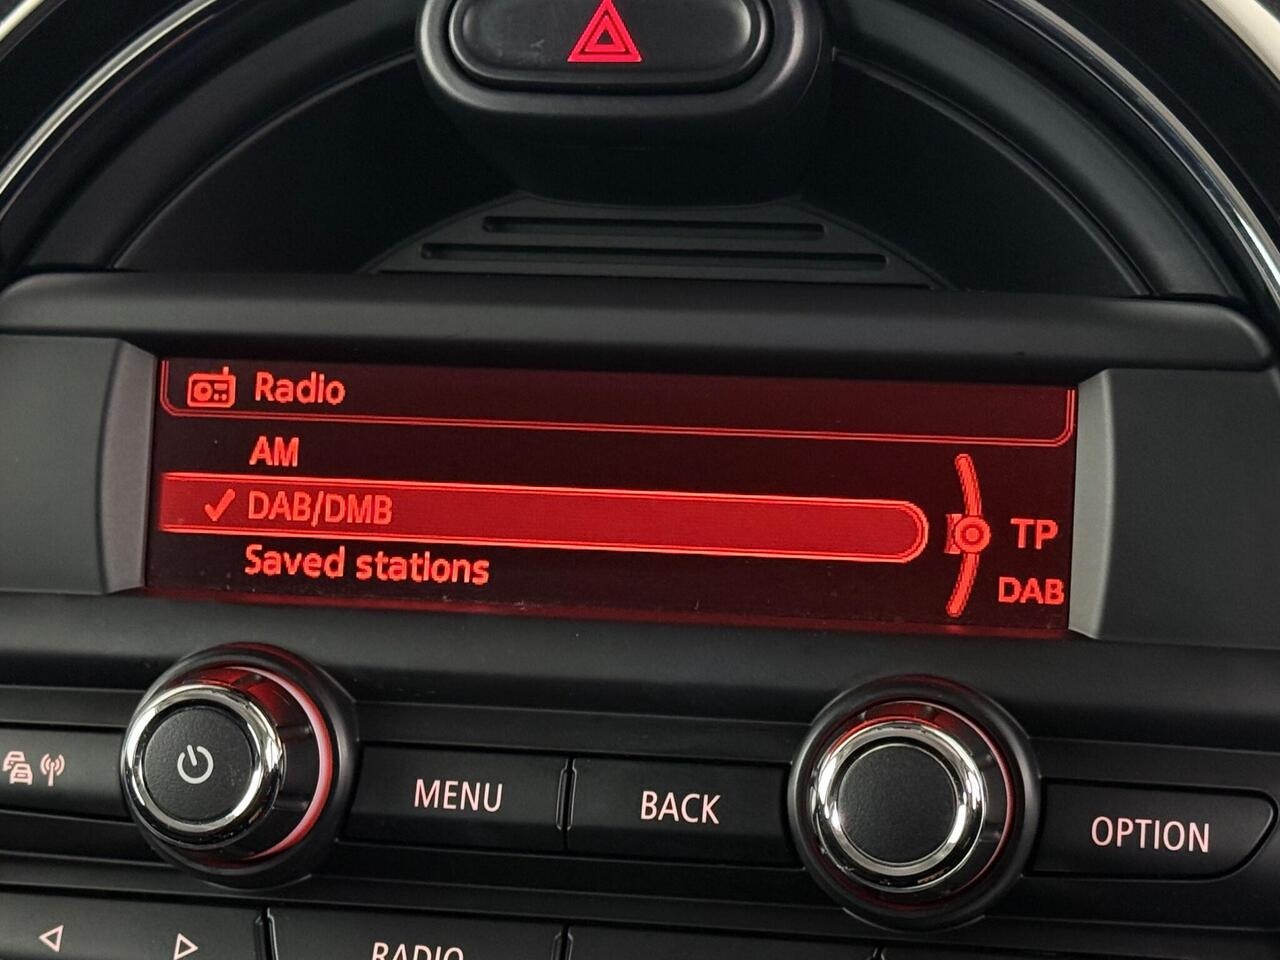 Radio
AM
DAB/DMB
Saved stations
TP
DAB
MENU
BACK
OPTION
RADIO